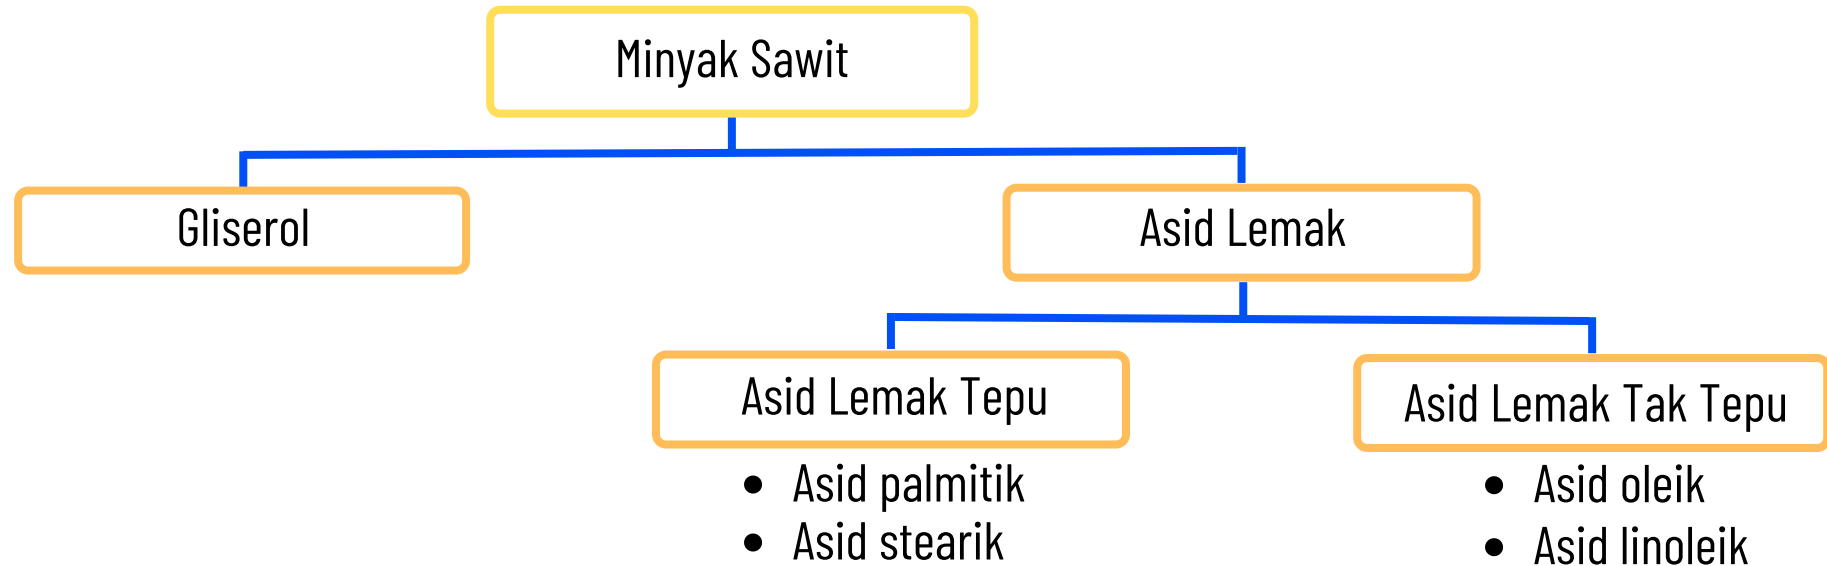 Minyak Sawit
Gliserol
Asid Lemak
Asid Lemak Tepu
Asid Lemak Tak Tepu
• Asid palmitik
• Asid stearik
• Asid oleik
• Asid linoleik